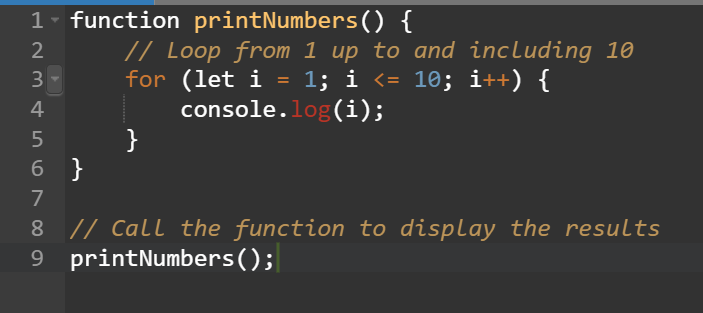 1 function printNumbers() {
2     // Loop from 1 up to and including 10
3     for (let i = 1; i <= 10; i++) {
4         console.log(i);
5     }
6 }
7
8 // Call the function to display the results
9 printNumbers();